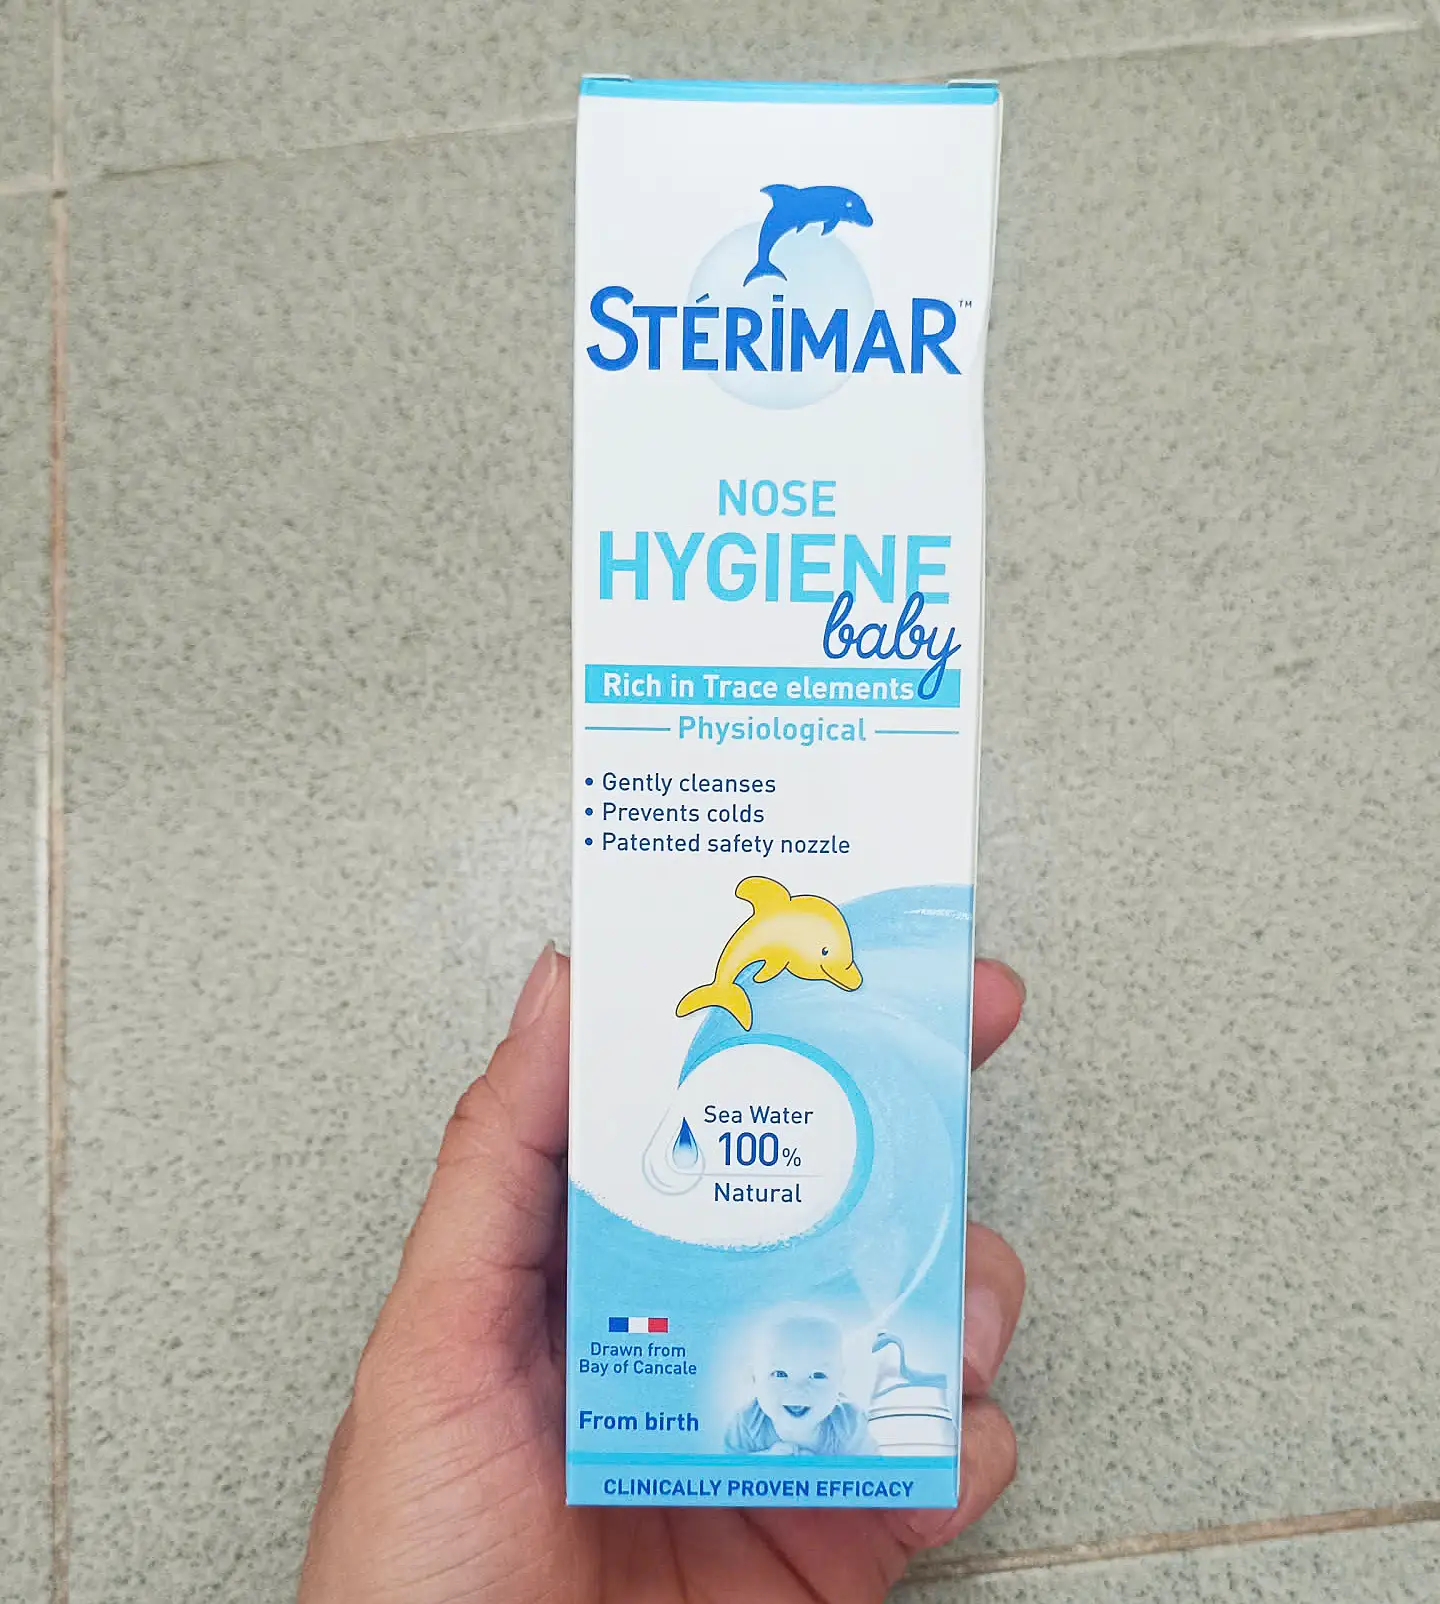 STÉRIMAR™
NOSE
HYGIENE
baby
Rich in Trace elements
Physiological
• Gently cleanses
• Prevents colds
• Patented safety nozzle
Sea Water
100%
Natural
Drawn from
Bay of Cancale
From birth
CLINICALLY PROVEN EFFICACY